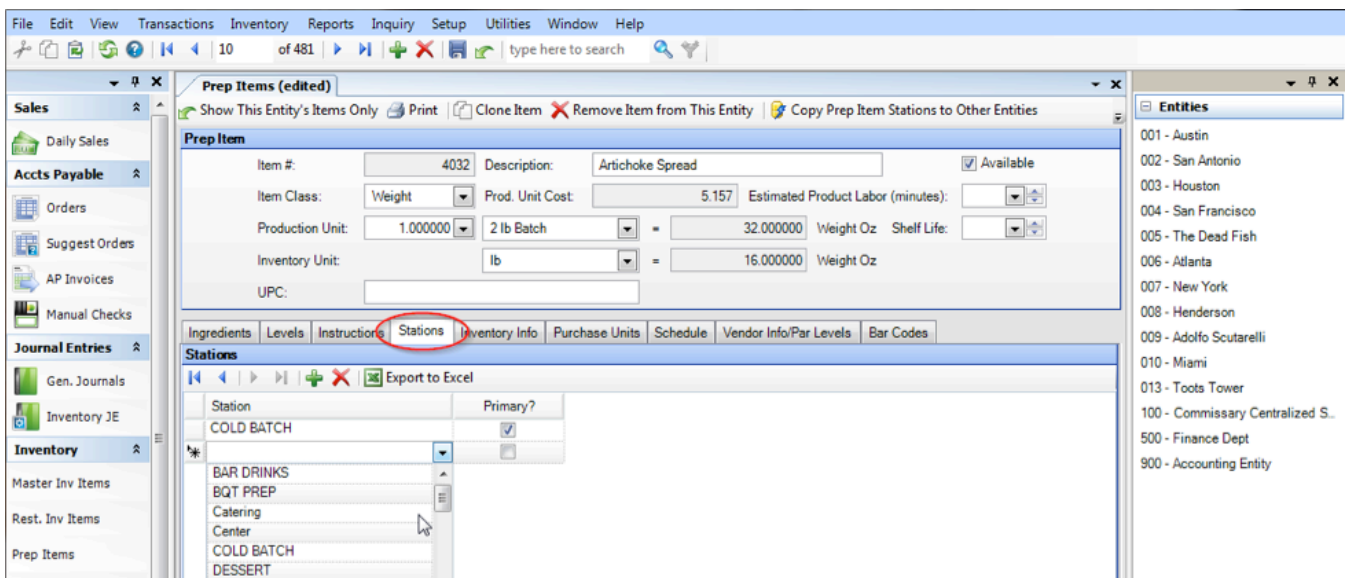 File Edit View Transactions Inventory Reports Inquiry Setup Utilities Window Help
10 of 481 type here to search
Sales
Daily Sales
Accts Payable
Orders
Suggest Orders
AP Invoices
Manual Checks
Journal Entries
Gen. Journals
Inventory JE
Inventory
Master Inv Items
Rest. Inv Items
Prep Items
Prep Items (edited)
Show This Entity's Items Only Print Clone Item Remove Item from This Entity Copy Prep Item Stations to Other Entities
Prep Item
Item #: 4032 Description: Artichoke Spread Available
Item Class: Weight Prod. Unit Cost: 5.157 Estimated Product Labor (minutes):
Production Unit: 1.000000 2 lb Batch = 32.000000 Weight Oz Shelf Life:
Inventory Unit: lb = 16.000000 Weight Oz
UPC:
Ingredients Levels Instructions Stations Inventory Info Purchase Units Schedule Vendor Info/Par Levels Bar Codes
Stations
Export to Excel
Station Primary?
COLD BATCH
BAR DRINKS
BQT PREP
Catering
Center
COLD BATCH
DESSERT
Entities
001 - Austin
002 - San Antonio
003 - Houston
004 - San Francisco
005 - The Dead Fish
006 - Atlanta
007 - New York
008 - Henderson
009 - Adolfo Scutarelli
010 - Miami
013 - Toots Tower
100 - Commissary Centralized S...
500 - Finance Dept
900 - Accounting Entity